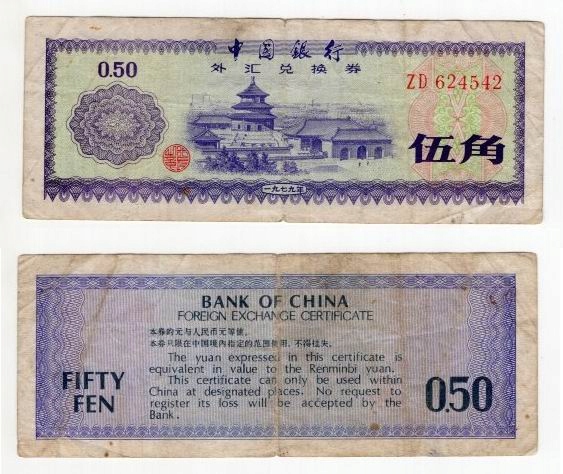 中国银行
外汇兑换券
0.50
ZD 624542
伍角
一九七九年
BANK OF CHINA
FOREIGN EXCHANGE CERTIFICATE
本券的元与人民币元等值。
本券只限在中国境内指定的范围使用,不得挂失。
The yuan expressed in this certificate is
equivalent in value to the Renminbi yuan.
This certificate can only be used within
China at designated places. No request to
register its loss will be accepted by the
Bank.
FIFTY
FEN
0.50